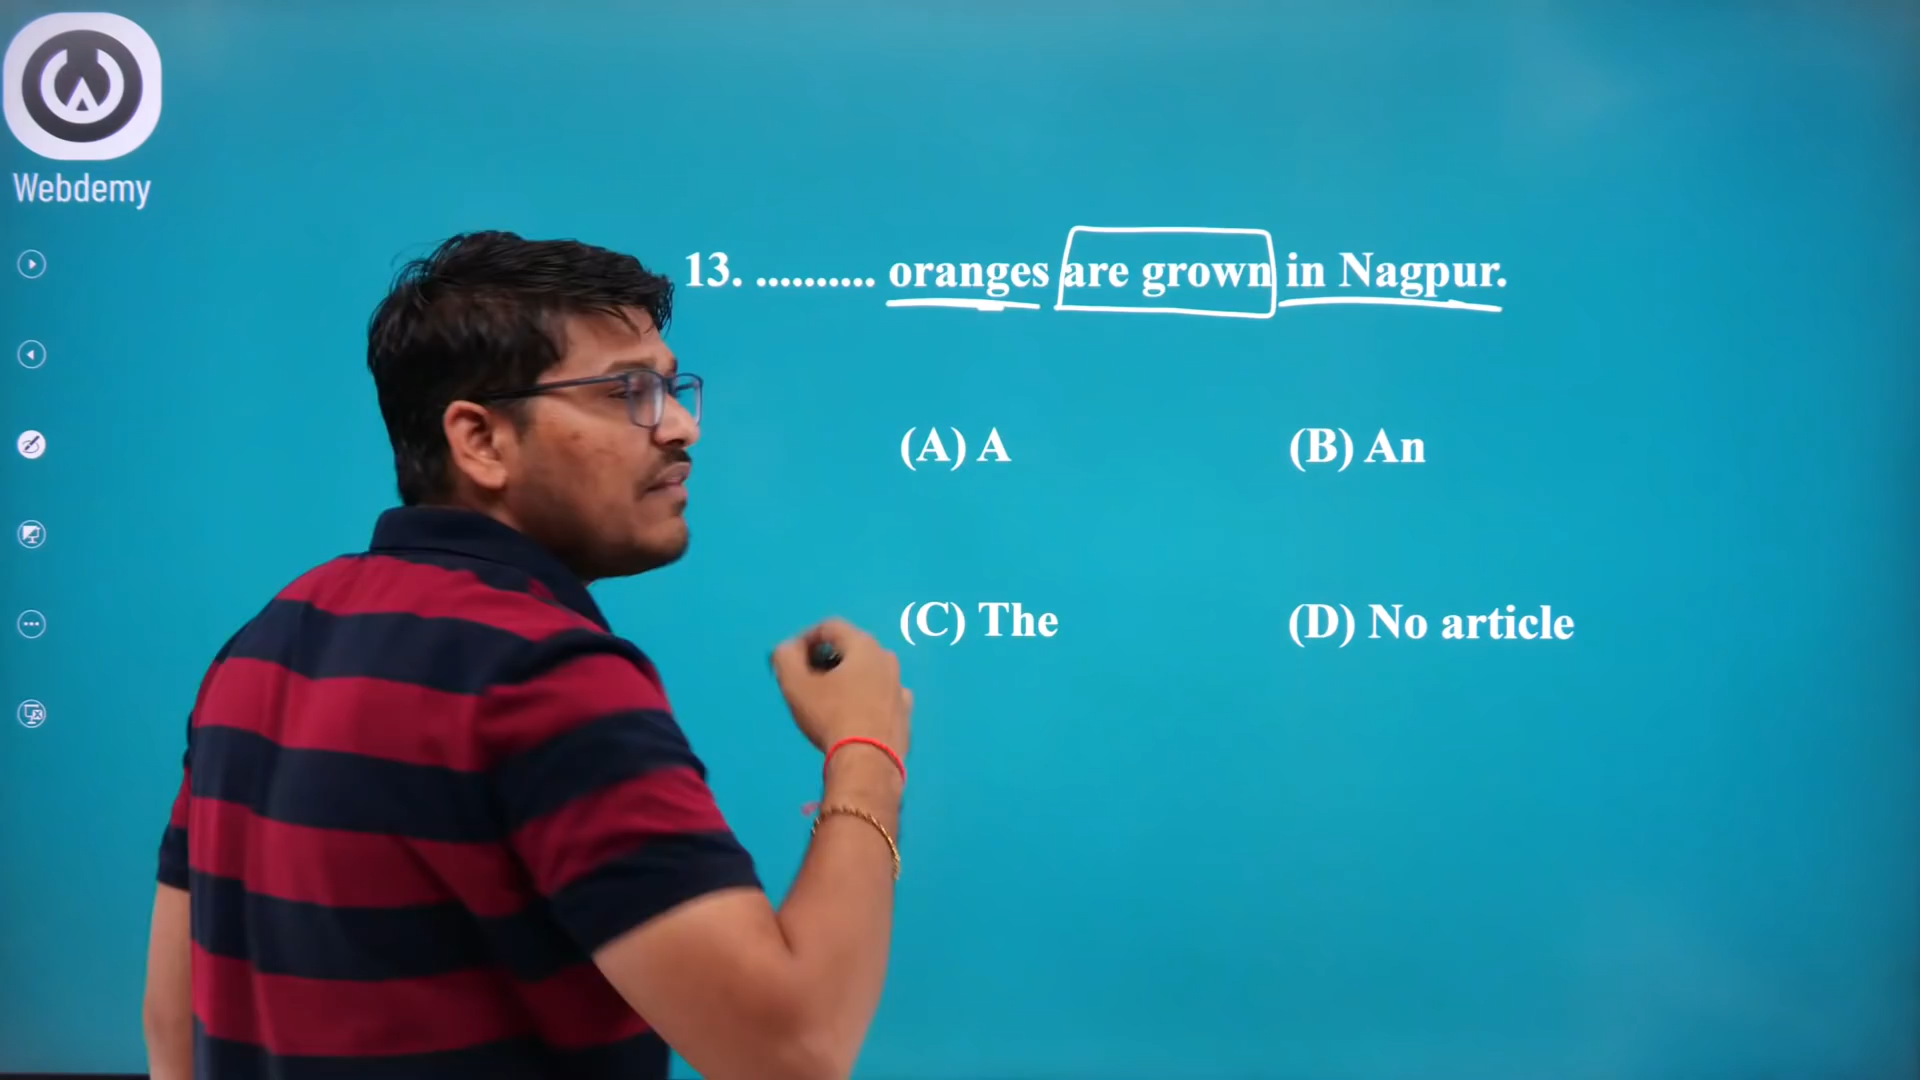 Webdemy
13. .......... oranges are grown in Nagpur.
(A) A
(B) An
(C) The
(D) No article